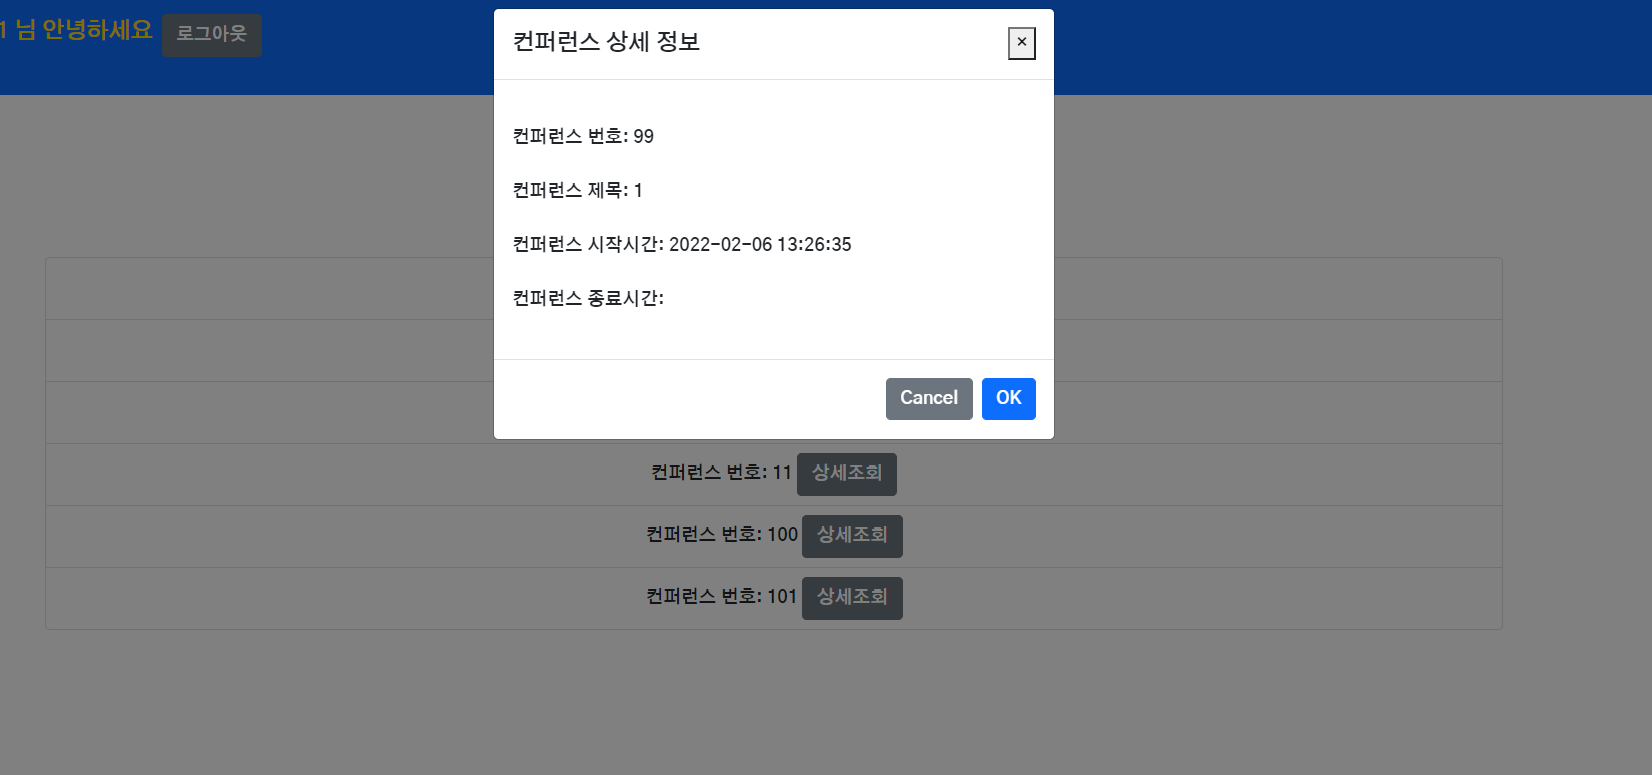 1 님 안녕하세요 로그아웃
컨퍼런스 상세 정보 ×
컨퍼런스 번호: 99
컨퍼런스 제목: 1
컨퍼런스 시작시간: 2022-02-06 13:26:35
컨퍼런스 종료시간:
Cancel OK
컨퍼런스 번호: 11 상세조회
컨퍼런스 번호: 100 상세조회
컨퍼런스 번호: 101 상세조회